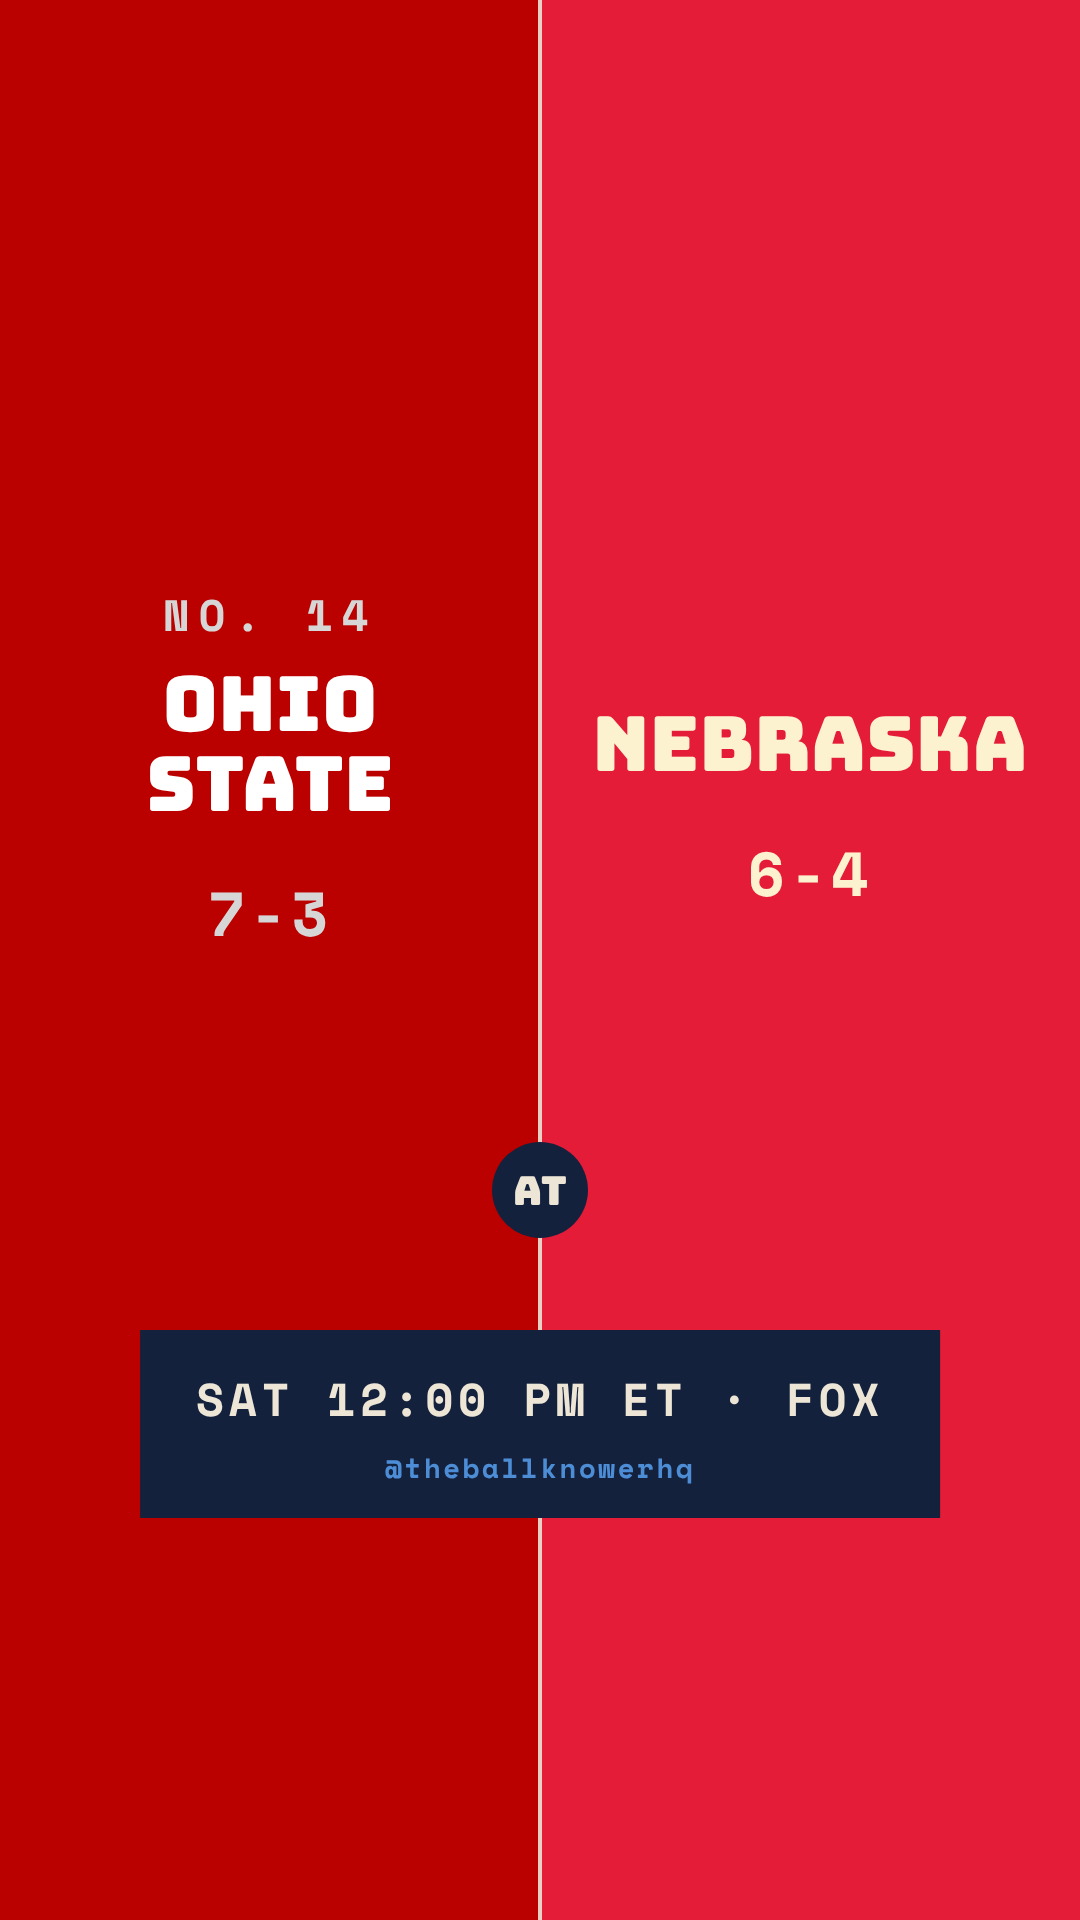 NO. 14
OHIO
STATE
7-3
NEBRASKA
6-4
AT
SAT 12:00 PM ET · FOX
@theballknowerhq